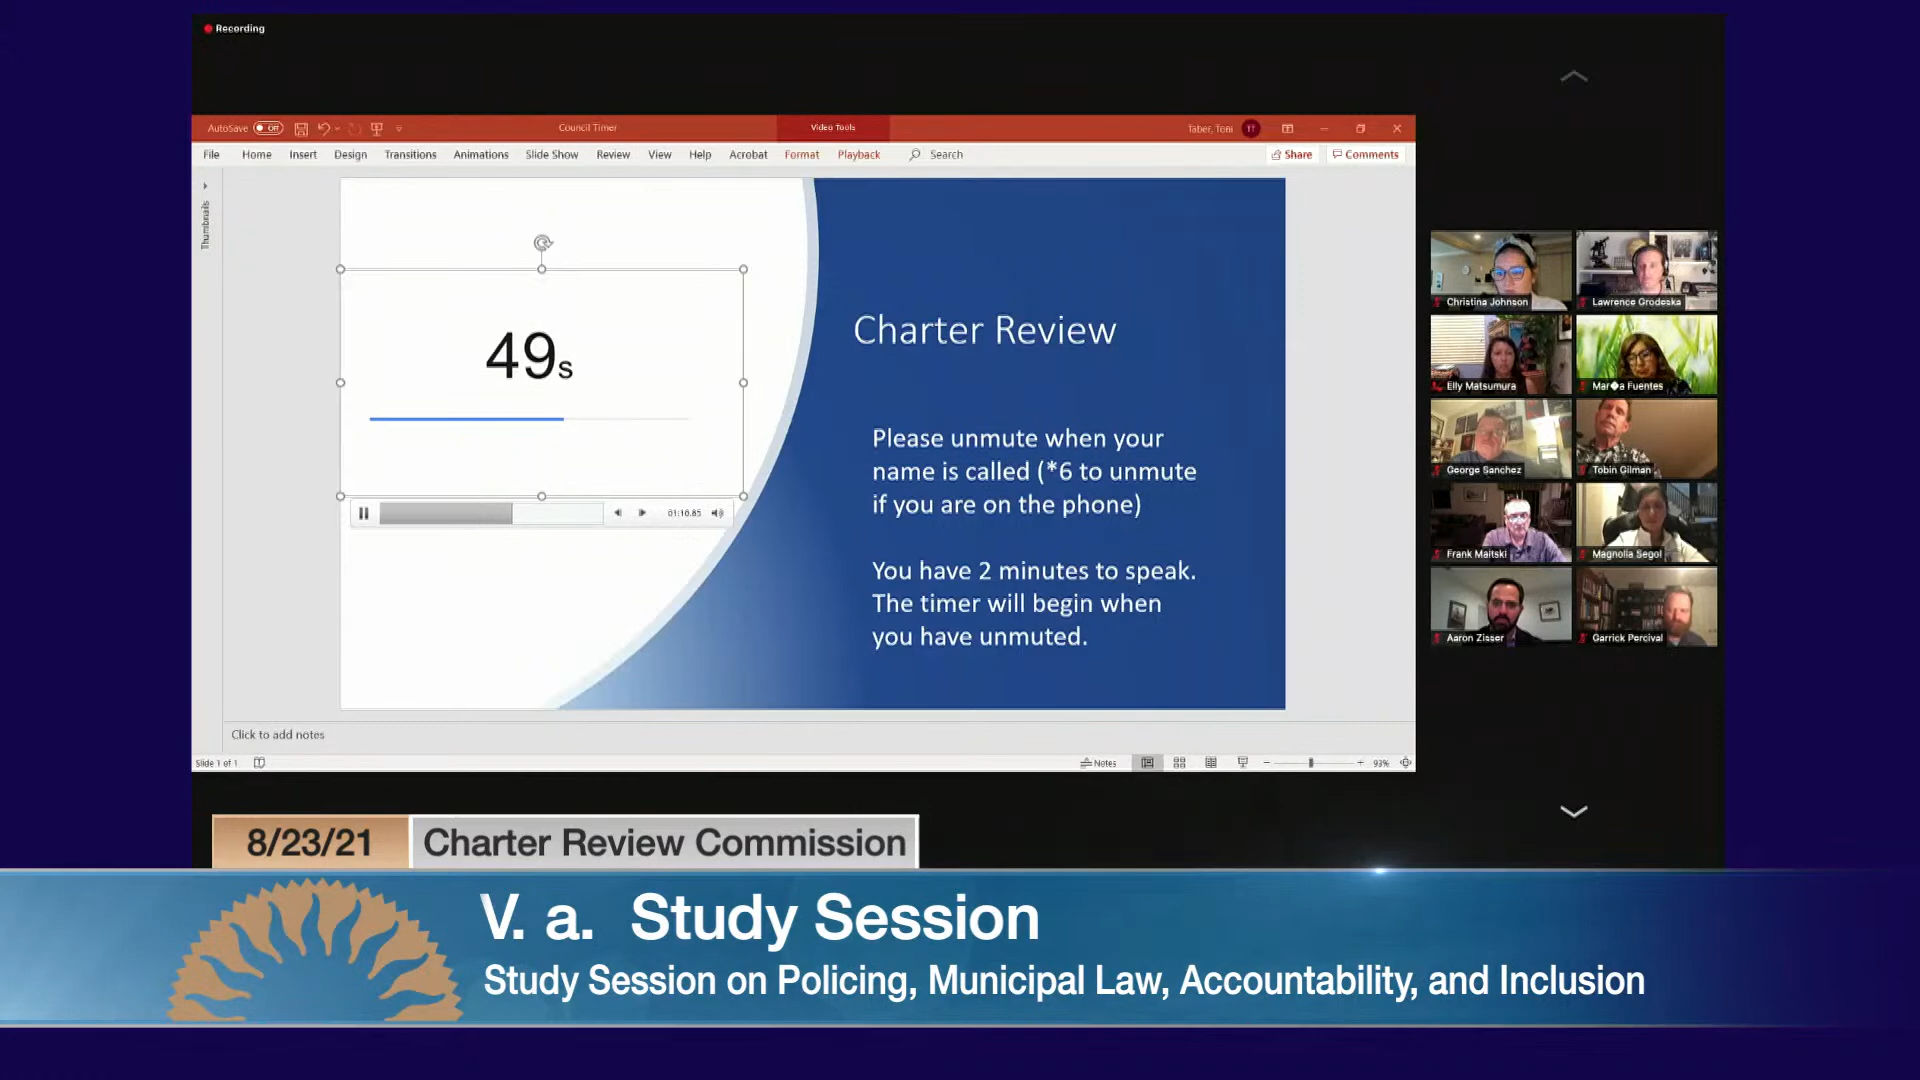 Recording
AutoSave Off
Council Timer
Video Tools
Taber, Toni
TT
File Home Insert Design Transitions Animations Slide Show Review View Help Acrobat Format Playback Search
Share
Comments
Thumbnails
49s
01:10.85
Charter Review
Please unmute when your
name is called (*6 to unmute
if you are on the phone)
You have 2 minutes to speak.
The timer will begin when
you have unmuted.
Click to add notes
Slide 1 of 1
Notes
93%
Christina Johnson
Lawrence Grodeska
Elly Matsumura
Mar�a Fuentes
George Sanchez
Tobin Gilman
Frank Maitski
Magnolia Segol
Aaron Zisser
Garrick Percival
8/23/21
Charter Review Commission
V. a. Study Session
Study Session on Policing, Municipal Law, Accountability, and Inclusion